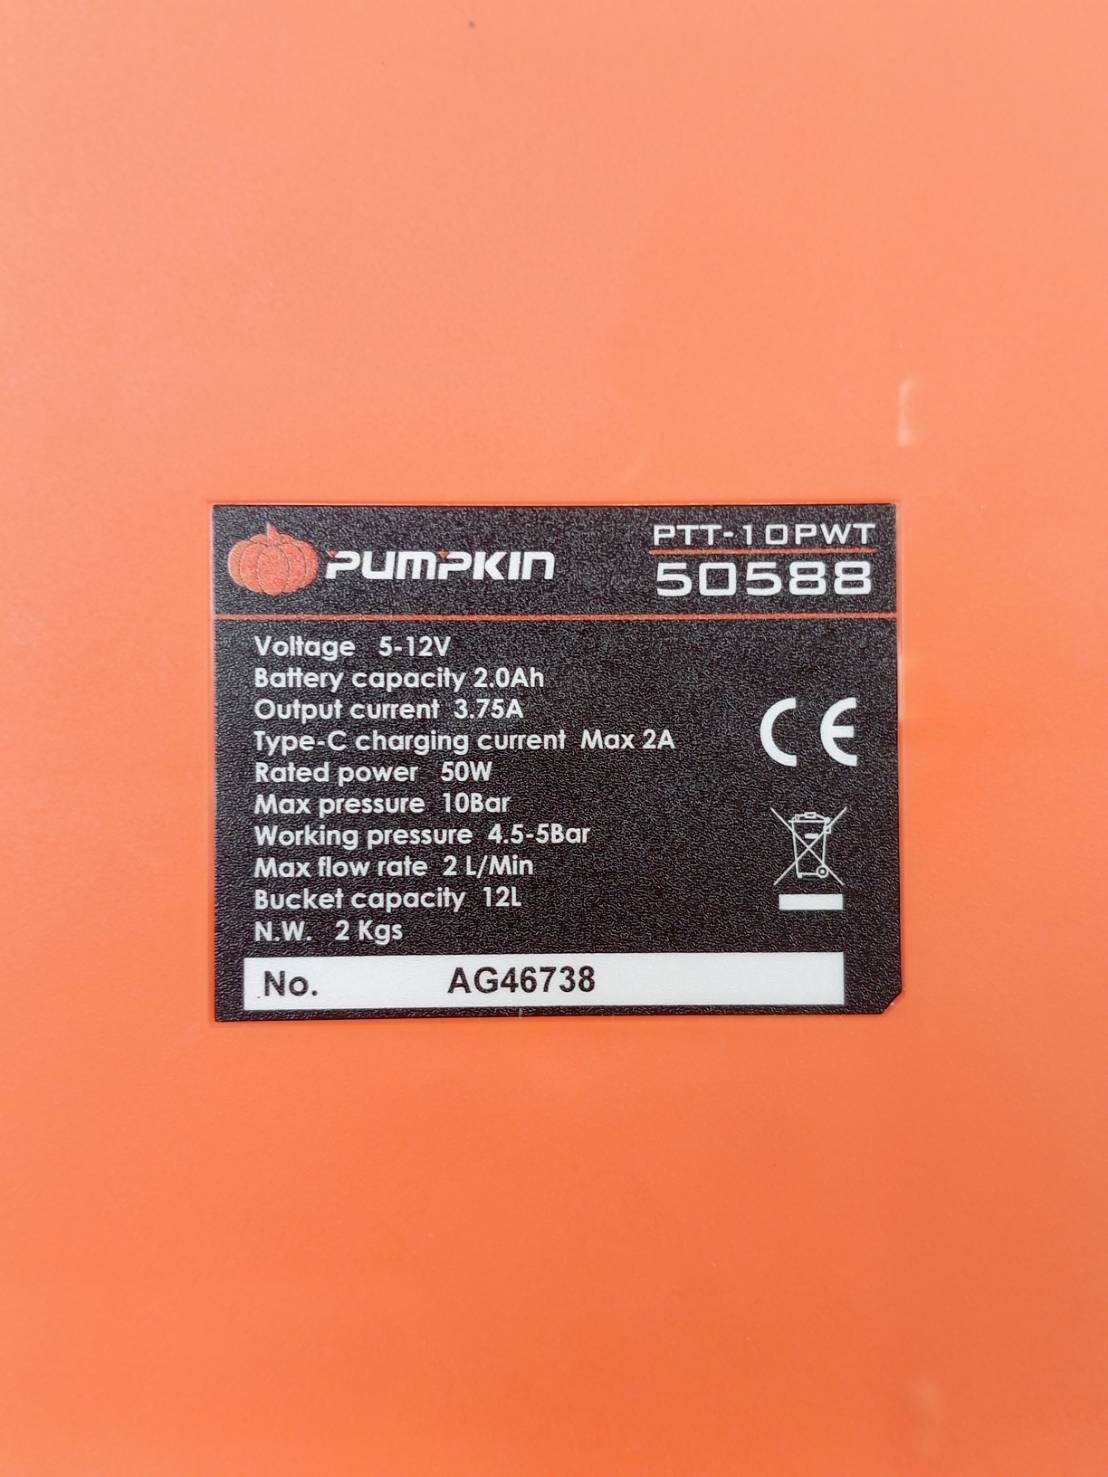 PUMPKIN
PTT-10PWT
50588
Voltage 5-12V
Battery capacity 2.0Ah
Output current 3.75A
Type-C charging current Max 2A
Rated power 50W
Max pressure 10Bar
Working pressure 4.5-5Bar
Max flow rate 2 L/Min
Bucket capacity 12L
N.W. 2 Kgs
CE
No. AG46738